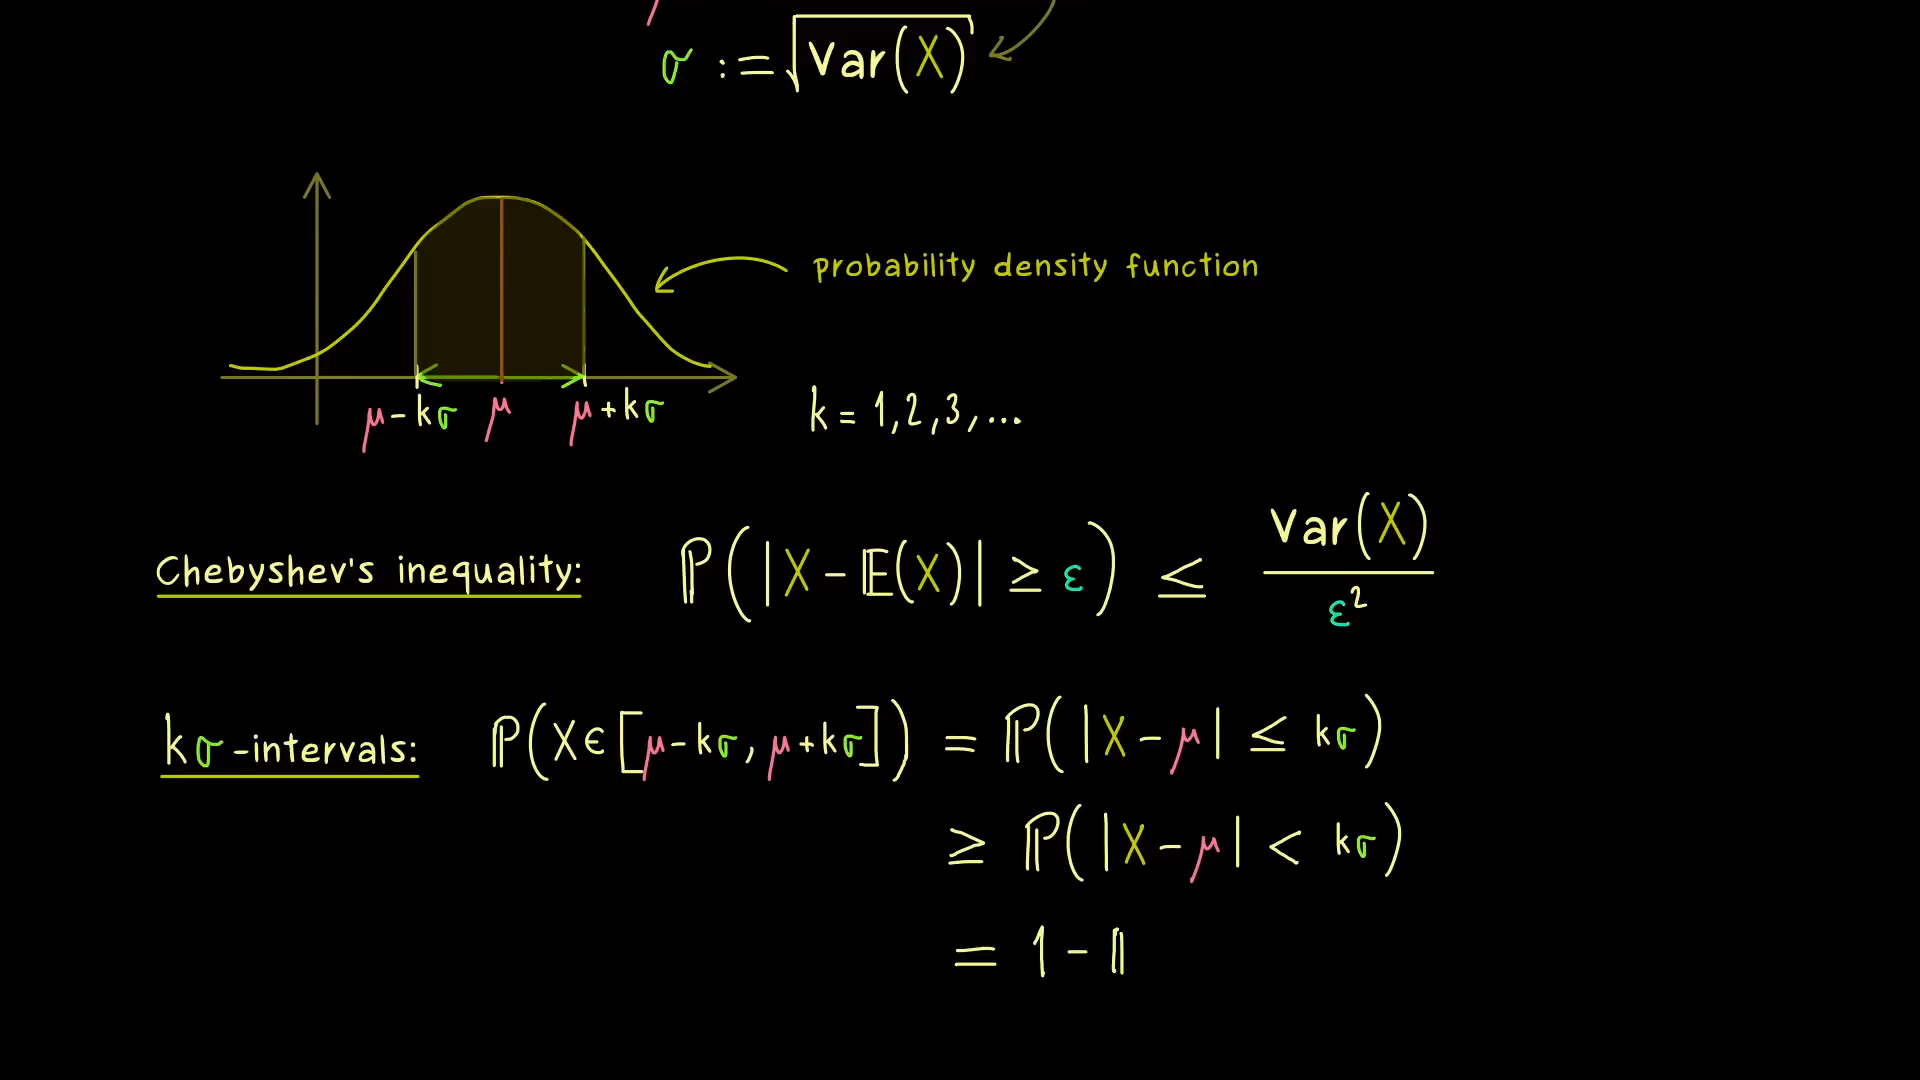 σ := √Var(X)
probability density function
μ-kσ μ μ+kσ
k = 1,2,3,...
Chebyshev's inequality: ℙ(|X - 𝔼(X)| ≥ ε) ≤ Var(X)/ε²
kσ-intervals: ℙ(X∈[μ-kσ, μ+kσ]) = ℙ(|X-μ| ≤ kσ)
≥ ℙ(|X-μ| < kσ)
= 1 -